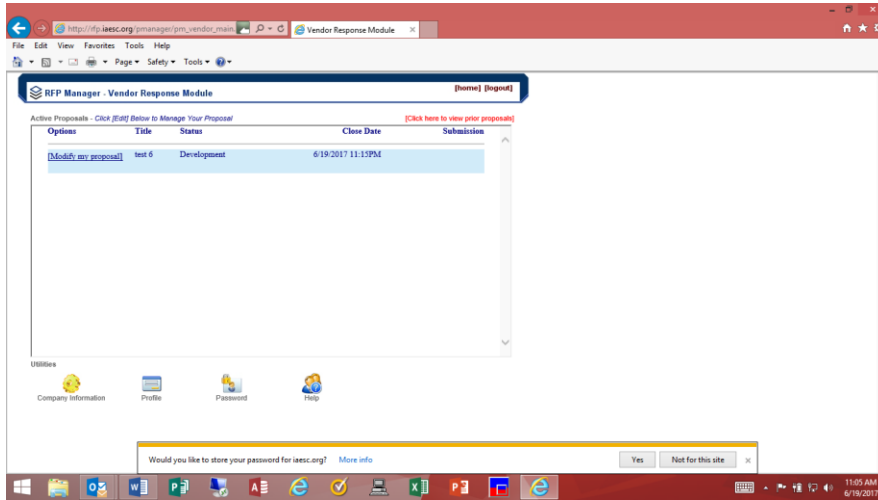 http://rfp.iaesc.org/pmanager/pm_vendor_main.
Vendor Response Module
File Edit View Favorites Tools Help
Page Safety Tools
RFP Manager - Vendor Response Module
[home] [logout]
Active Proposals - Click [Edit] Below to Manage Your Proposal [Click here to view prior proposals]
Options Title Status Close Date Submission
[Modify my proposal] test 6 Development 6/19/2017 11:15PM
Utilities
Company Information Profile Password Help
Would you like to store your password for iaesc.org? More info Yes Not for this site
11:05 AM
6/19/2017